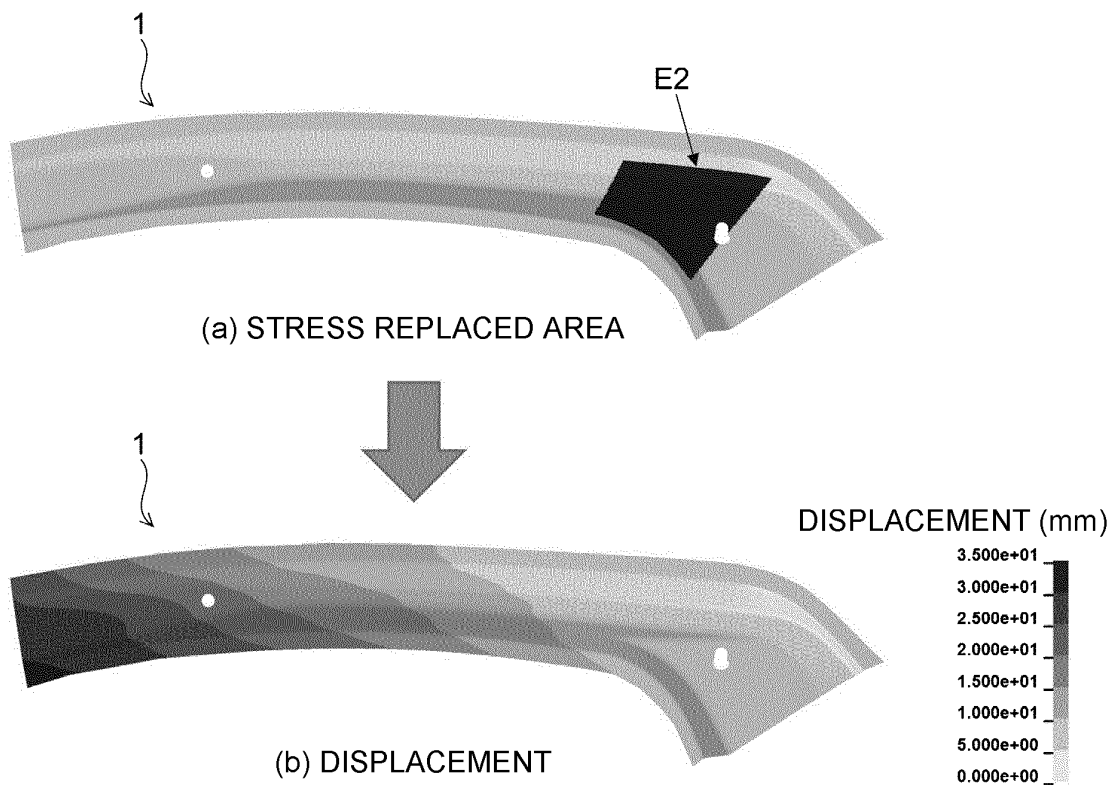 1
E2
(a) STRESS REPLACED AREA
1
DISPLACEMENT (mm)
3.500e+01
3.000e+01
2.500e+01
2.000e+01
1.500e+01
1.000e+01
5.000e+00
0.000e+00
(b) DISPLACEMENT